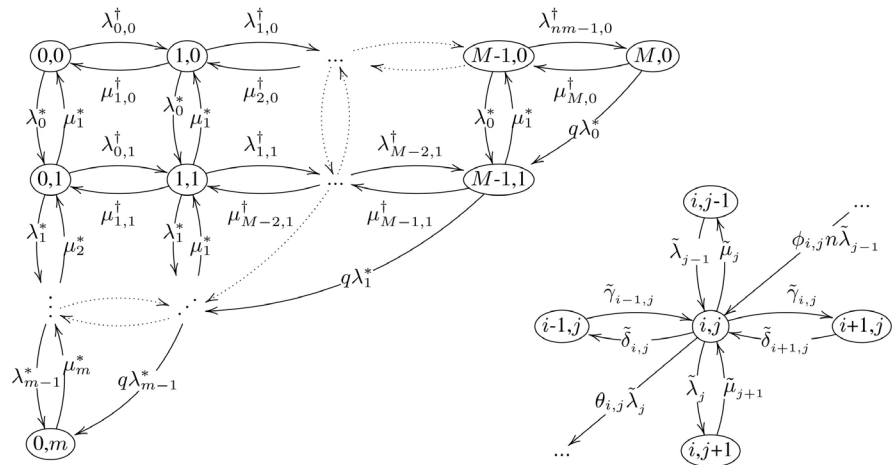 λ†0,0 λ†1,0 λ†nm−1,0
0,0 1,0 ... M-1,0 M,0
μ†1,0 μ†2,0 μ†M,0
λ*0 μ*1 λ*0 μ*1 λ*0 μ*1 qλ*0
λ†0,1 λ†1,1 λ†M−2,1
0,1 1,1 ... M-1,1
μ†1,1 μ†M−2,1 μ†M−1,1
λ*1 μ*2 λ*1 μ*1 qλ*1
⋮ ⋰
λ*m−1 μ*m qλ*m−1
0,m
i,j-1 ...
λ̃j−1 μ̃j ϕi,jnλ̃j−1
γ̃i−1,j γ̃i,j
i-1,j i,j i+1,j
δ̃i,j δ̃i+1,j
θi,jλ̃j λ̃j μ̃j+1
... i,j+1